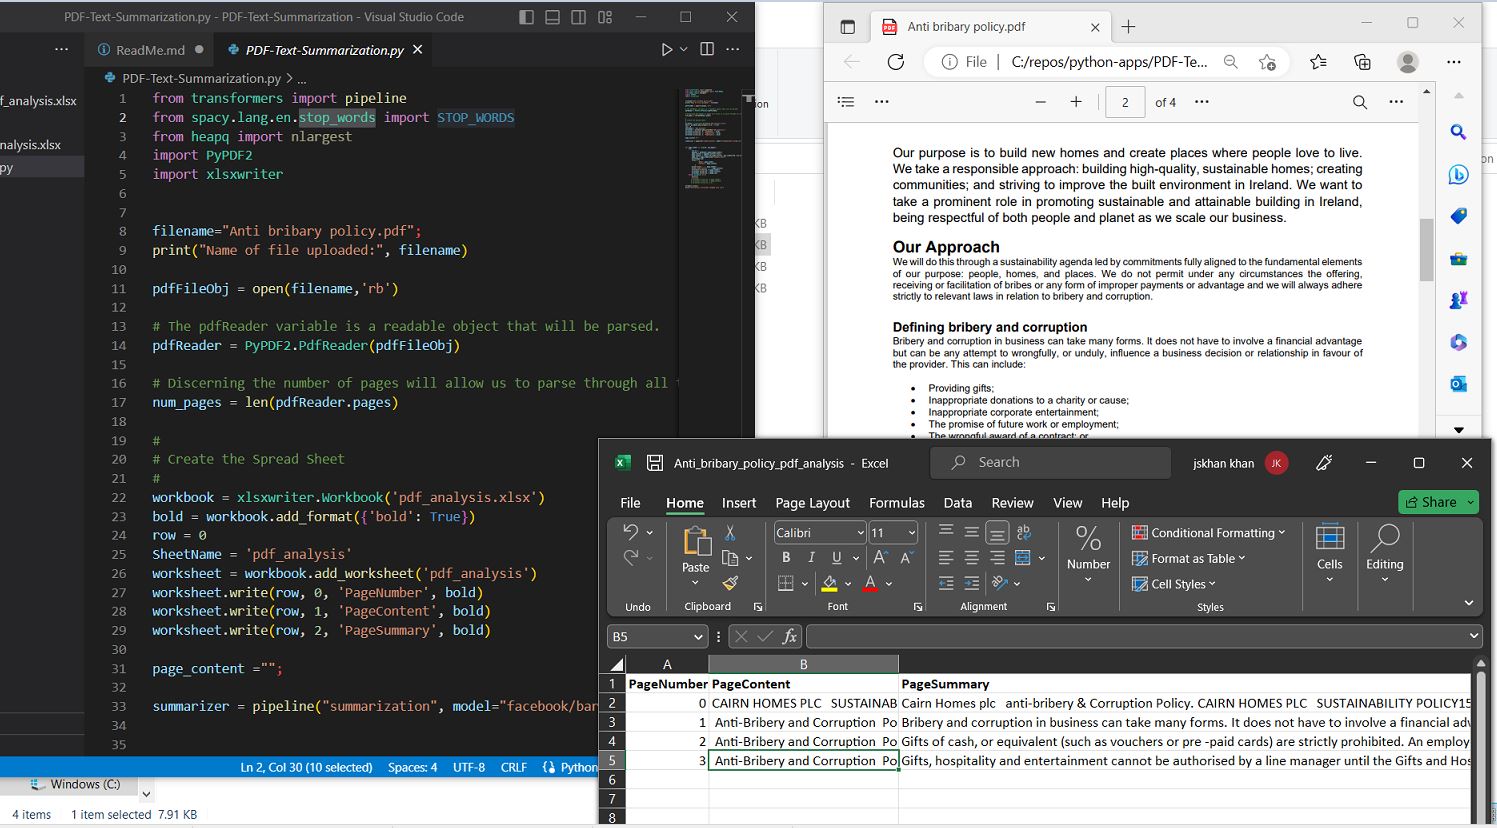 PDF-Text-Summarization.py - PDF-Text-Summarization - Visual Studio Code
f_analysis.xlsx
nalysis.xlsx
py
ReadMe.md
PDF-Text-Summarization.py
PDF-Text-Summarization.py > ...
1 from transformers import pipeline
2 from spacy.lang.en.stop_words import STOP_WORDS
3 from heapq import nlargest
4 import PyPDF2
5 import xlsxwriter
6
7
8 filename="Anti bribary policy.pdf";
9 print("Name of file uploaded:", filename)
10
11 pdfFileObj = open(filename,'rb')
12
13 # The pdfReader variable is a readable object that will be parsed.
14 pdfReader = PyPDF2.PdfReader(pdfFileObj)
15
16 # Discerning the number of pages will allow us to parse through all
17 num_pages = len(pdfReader.pages)
18
19 #
20 # Create the Spread Sheet
21 #
22 workbook = xlsxwriter.Workbook('pdf_analysis.xlsx')
23 bold = workbook.add_format({'bold': True})
24 row = 0
25 SheetName = 'pdf_analysis'
26 worksheet = workbook.add_worksheet('pdf_analysis')
27 worksheet.write(row, 0, 'PageNumber', bold)
28 worksheet.write(row, 1, 'PageContent', bold)
29 worksheet.write(row, 2, 'PageSummary', bold)
30
31 page_content ="";
32
33 summarizer = pipeline("summarization", model="facebook/bar
34
35
Ln 2, Col 30 (10 selected) Spaces: 4 UTF-8 CRLF Python
Windows (C:)
4 items 1 item selected 7.91 KB
on
KB
KB
KB
KB
on
Anti bribary policy.pdf
File | C:/repos/python-apps/PDF-Te...
2 of 4
Our purpose is to build new homes and create places where people love to live.
We take a responsible approach: building high-quality, sustainable homes; creating
communities; and striving to improve the built environment in Ireland. We want to
take a prominent role in promoting sustainable and attainable building in Ireland,
being respectful of both people and planet as we scale our business.
Our Approach
We will do this through a sustainability agenda led by commitments fully aligned to the fundamental elements
of our purpose: people, homes, and places. We do not permit under any circumstances the offering,
receiving or facilitation of bribes or any form of improper payments or advantage and we will always adhere
strictly to relevant laws in relation to bribery and corruption.
Defining bribery and corruption
Bribery and corruption in business can take many forms. It does not have to involve a financial advantage
but can be any attempt to wrongfully, or unduly, influence a business decision or relationship in favour of
the provider. This can include:
• Providing gifts;
• Inappropriate donations to a charity or cause;
• Inappropriate corporate entertainment;
• The promise of future work or employment;
• The wrongful award of a contract; or
Anti_bribary_policy_pdf_analysis - Excel
Search
jskhan khan JK
File Home Insert Page Layout Formulas Data Review View Help
Share
Paste
Calibri 11
B I U
Number
Conditional Formatting
Format as Table
Cell Styles
Cells
Editing
Undo Clipboard Font Alignment Styles
B5
fx
A B
1 PageNumber PageContent PageSummary
2 0 CAIRN HOMES PLC SUSTAINAB Cairn Homes plc anti-bribery & Corruption Policy. CAIRN HOMES PLC SUSTAINABILITY POLICY15
3 1 Anti-Bribery and Corruption Po Bribery and corruption in business can take many forms. It does not have to involve a financial adv
4 2 Anti-Bribery and Corruption Po Gifts of cash, or equivalent (such as vouchers or pre -paid cards) are strictly prohibited. An employ
5 3 Anti-Bribery and Corruption Po Gifts, hospitality and entertainment cannot be authorised by a line manager until the Gifts and Hos
6
7
8